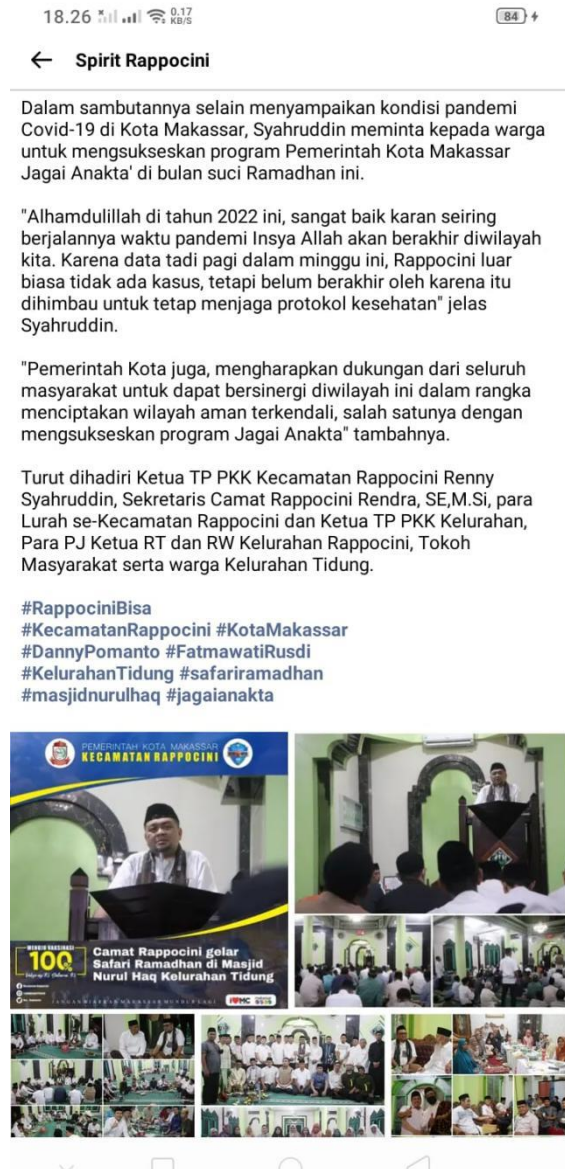 18.26
0.17
KB/S
84
Spirit Rappocini
Dalam sambutannya selain menyampaikan kondisi pandemi
Covid-19 di Kota Makassar, Syahruddin meminta kepada warga
untuk mengsukseskan program Pemerintah Kota Makassar
Jagai Anakta' di bulan suci Ramadhan ini.
"Alhamdulillah di tahun 2022 ini, sangat baik karan seiring
berjalannya waktu pandemi Insya Allah akan berakhir diwilayah
kita. Karena data tadi pagi dalam minggu ini, Rappocini luar
biasa tidak ada kasus, tetapi belum berakhir oleh karena itu
dihimbau untuk tetap menjaga protokol kesehatan" jelas
Syahruddin.
"Pemerintah Kota juga, mengharapkan dukungan dari seluruh
masyarakat untuk dapat bersinergi diwilayah ini dalam rangka
menciptakan wilayah aman terkendali, salah satunya dengan
mengsukseskan program Jagai Anakta" tambahnya.
Turut dihadiri Ketua TP PKK Kecamatan Rappocini Renny
Syahruddin, Sekretaris Camat Rappocini Rendra, SE,M.Si, para
Lurah se-Kecamatan Rappocini dan Ketua TP PKK Kelurahan,
Para PJ Ketua RT dan RW Kelurahan Rappocini, Tokoh
Masyarakat serta warga Kelurahan Tidung.
#RappociniBisa
#KecamatanRappocini #KotaMakassar
#DannyPomanto #FatmawatiRusdi
#KelurahanTidung #safariramadhan
#masjidnurulhaq #jagaianakta
PEMERINTAH KOTA MAKASSAR
KECAMATAN RAPPOCINI
100
Camat Rappocini gelar
Safari Ramadhan di Masjid
Nurul Haq Kelurahan Tidung